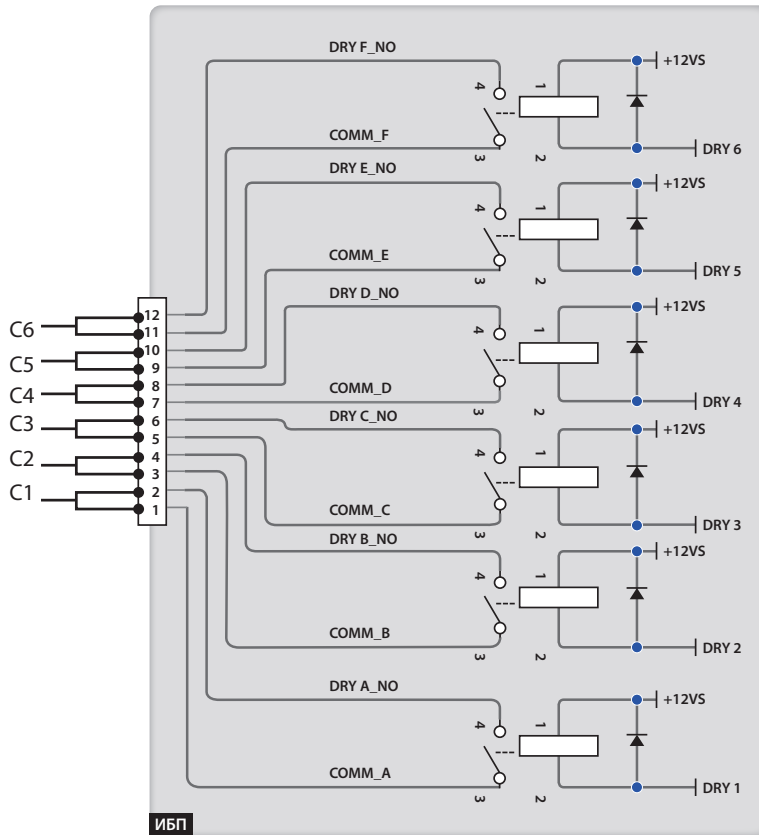 DRY F_NO
4
1
+12VS
COMM_F
3
2
DRY 6
DRY E_NO
4
1
+12VS
COMM_E
3
2
DRY 5
DRY D_NO
4
1
+12VS
COMM_D
3
2
DRY 4
DRY C_NO
4
1
+12VS
COMM_C
3
2
DRY 3
DRY B_NO
4
1
+12VS
COMM_B
3
2
DRY 2
DRY A_NO
4
1
+12VS
COMM_A
3
2
DRY 1
C6
C5
C4
C3
C2
C1
12
11
10
9
8
7
6
5
4
3
2
1
ИБП